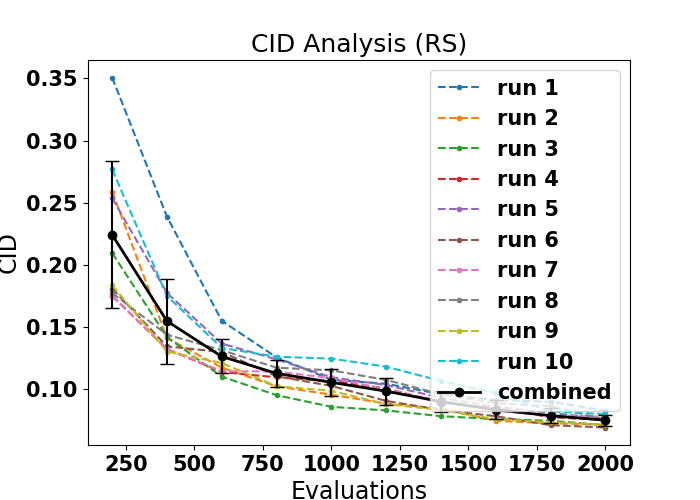 CID Analysis (RS)
CID
0.35
0.30
0.25
0.20
0.15
0.10
run 1
run 2
run 3
run 4
run 5
run 6
run 7
run 8
run 9
run 10
combined
250 500 750 1000 1250 1500 1750 2000
Evaluations